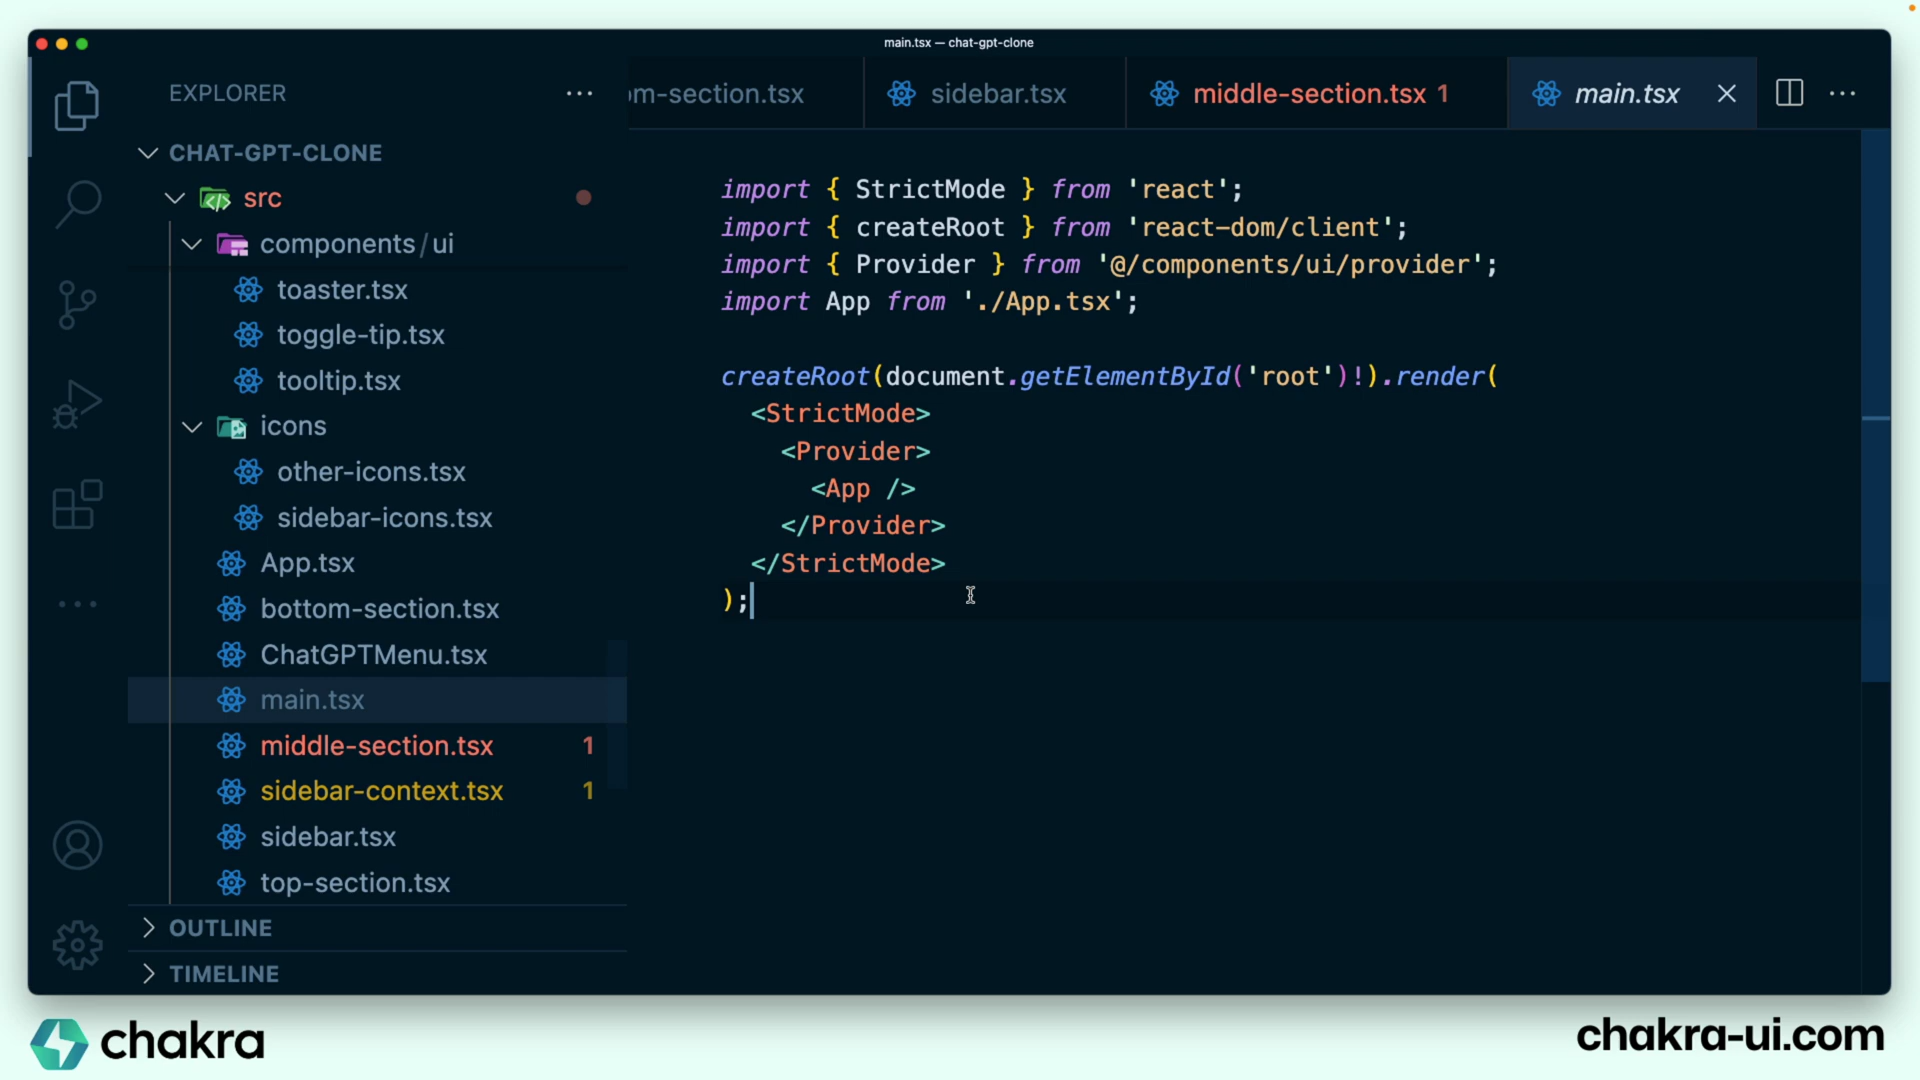 main.tsx — chat-gpt-clone
EXPLORER
CHAT-GPT-CLONE
src
components/ui
toaster.tsx
toggle-tip.tsx
tooltip.tsx
icons
other-icons.tsx
sidebar-icons.tsx
App.tsx
bottom-section.tsx
ChatGPTMenu.tsx
main.tsx
middle-section.tsx 1
sidebar-context.tsx 1
sidebar.tsx
top-section.tsx
OUTLINE
TIMELINE
om-section.tsx sidebar.tsx middle-section.tsx 1 main.tsx
import { StrictMode } from 'react';
import { createRoot } from 'react-dom/client';
import { Provider } from '@/components/ui/provider';
import App from './App.tsx';
createRoot(document.getElementById('root')!).render(
<StrictMode>
<Provider>
<App />
</Provider>
</StrictMode>
);
chakra
chakra-ui.com